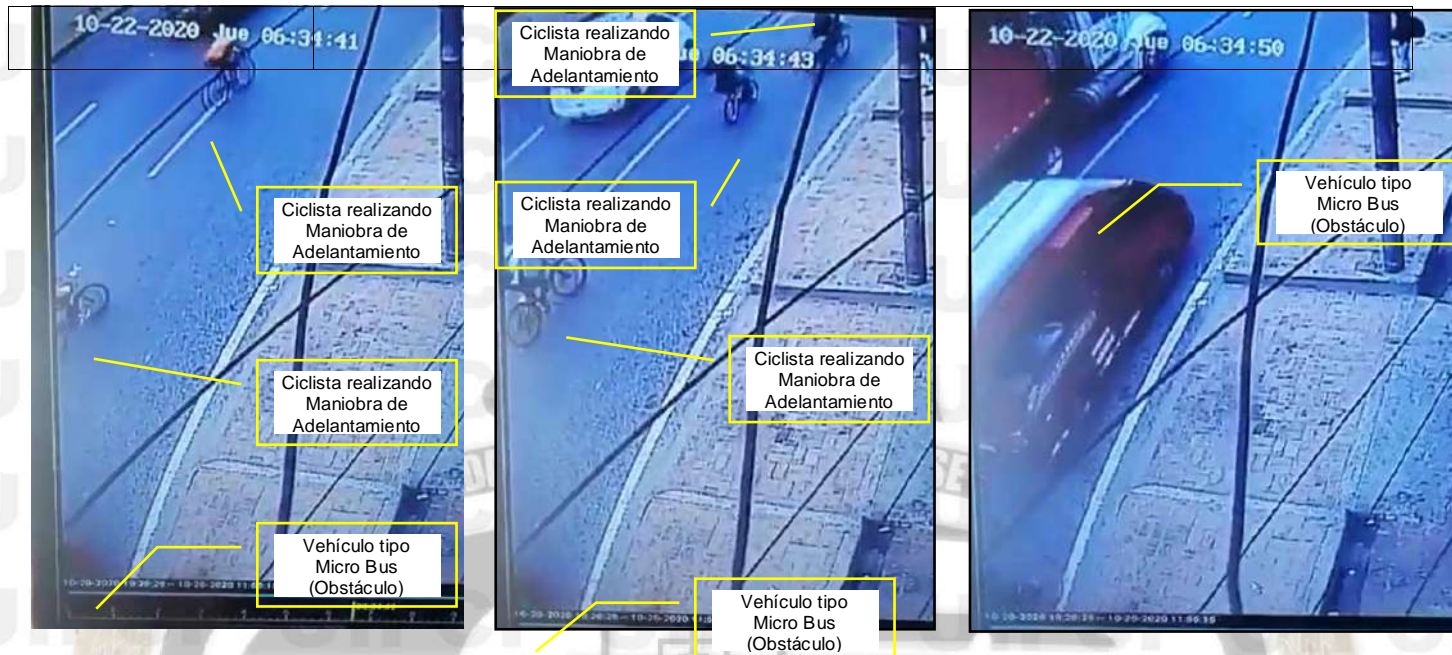 10-22-2020 Jue 06:34:41
Ciclista realizando
Maniobra de
Adelantamiento
Ciclista realizando
Maniobra de
Adelantamiento
Vehículo tipo
Micro Bus
(Obstáculo)
Ciclista realizando
Maniobra de
Adelantamiento
06:34:43
Ciclista realizando
Maniobra de
Adelantamiento
Ciclista realizando
Maniobra de
Adelantamiento
Vehículo tipo
Micro Bus
(Obstáculo)
10-22-2020 Jue 06:34:50
Vehículo tipo
Micro Bus
(Obstáculo)